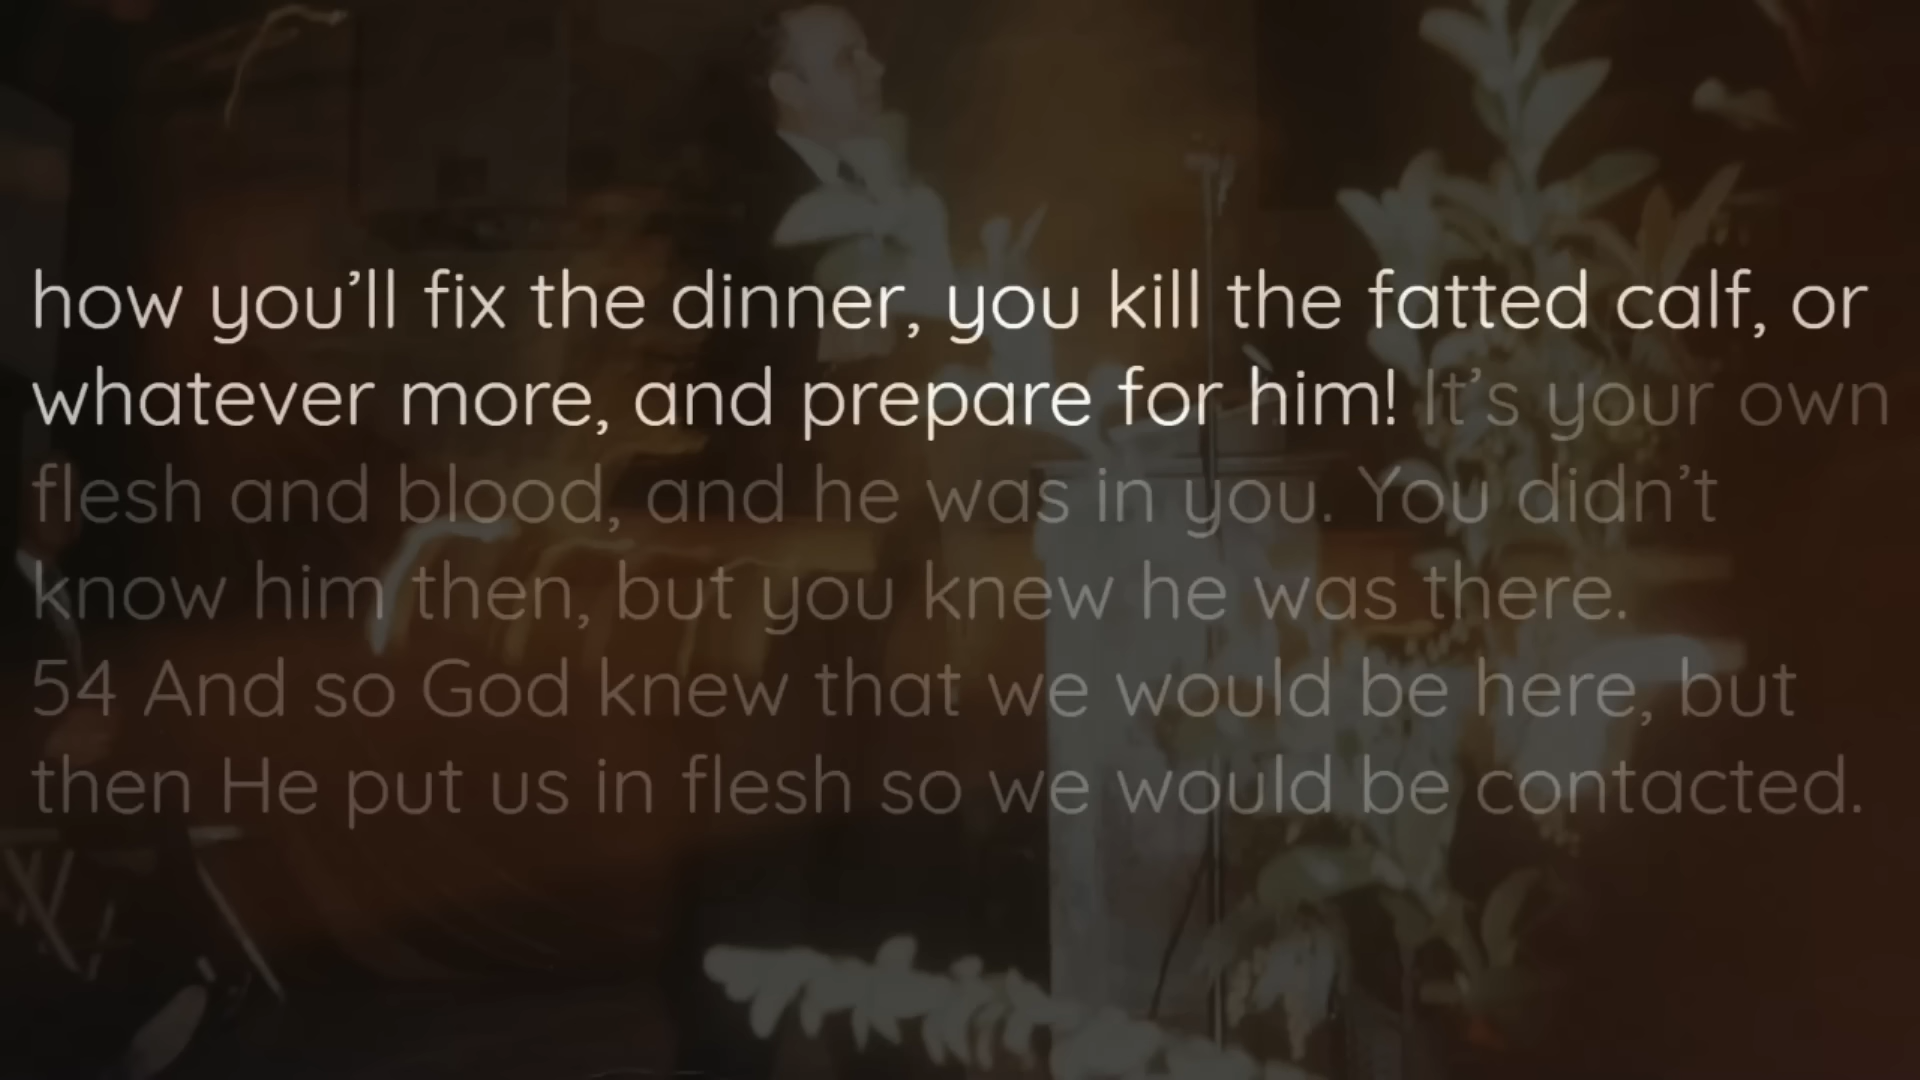 how you’ll fix the dinner, you kill the fatted calf, or
whatever more, and prepare for him! It’s your own
flesh and blood, and he was in you. You didn’t
know him then, but you knew he was there.
54 And so God knew that we would be here, but
then He put us in flesh so we would be contacted.